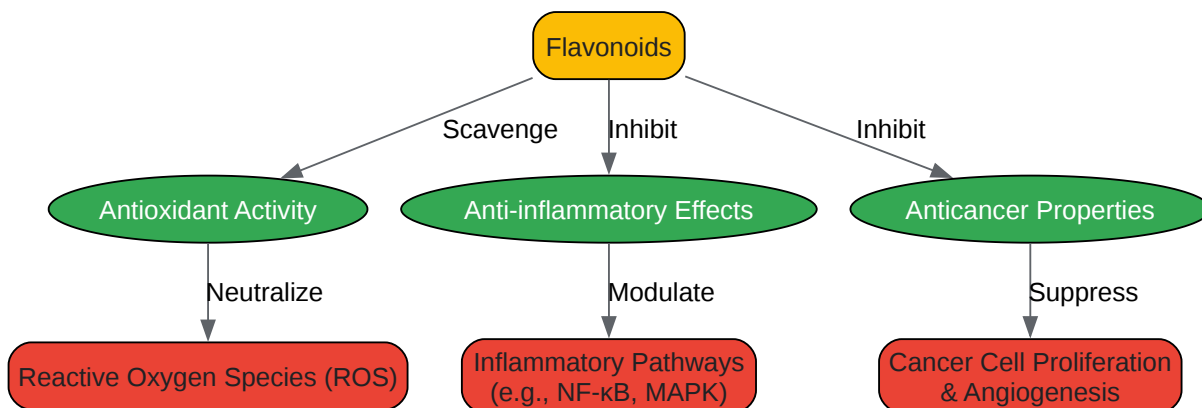 Flavonoids
Scavenge
Inhibit
Inhibit
Antioxidant Activity
Anti-inflammatory Effects
Anticancer Properties
Neutralize
Modulate
Suppress
Reactive Oxygen Species (ROS)
Inflammatory Pathways
(e.g., NF-κB, MAPK)
Cancer Cell Proliferation
& Angiogenesis